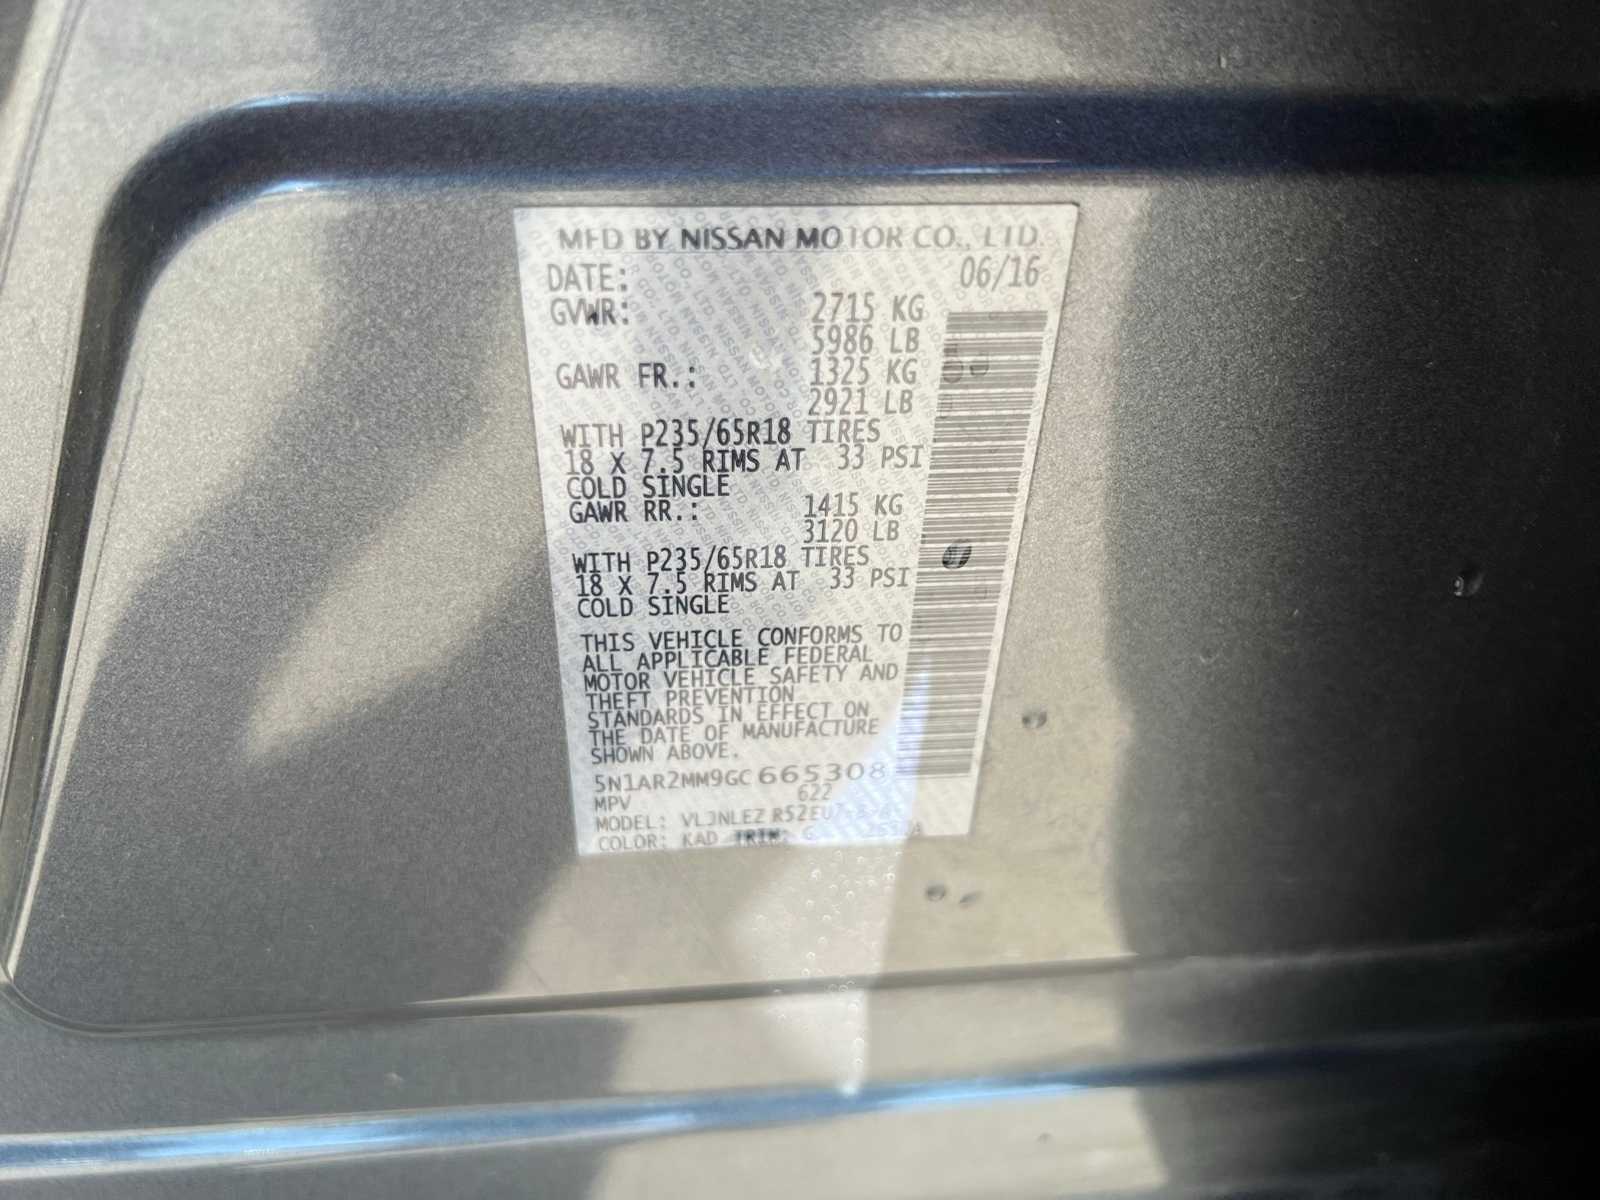 MFD BY NISSAN MOTOR CO., LTD.
DATE: 06/16
GVWR: 2715 KG
5986 LB
GAWR FR.: 1325 KG
2921 LB
WITH P235/65R18 TIRES
18 X 7.5 RIMS AT 33 PSI
COLD SINGLE
GAWR RR.: 1415 KG
3120 LB
WITH P235/65R18 TIRES
18 X 7.5 RIMS AT 33 PSI
COLD SINGLE
THIS VEHICLE CONFORMS TO
ALL APPLICABLE FEDERAL
MOTOR VEHICLE SAFETY AND
THEFT PREVENTION
STANDARDS IN EFFECT ON
THE DATE OF MANUFACTURE
SHOWN ABOVE.
5N1AR2MM9GC665308
MPV 622
MODEL: VLJNLEZ
COLOR: KAD TRIM: G